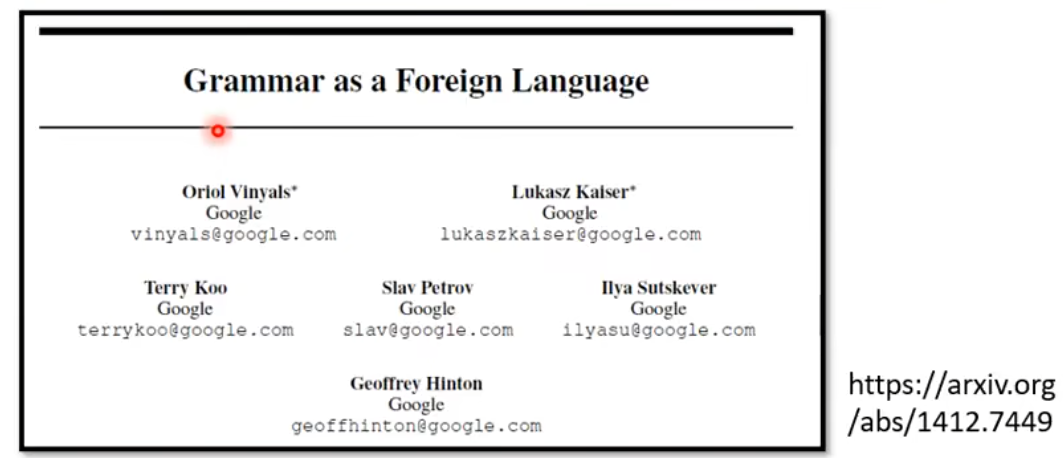 Grammar as a Foreign Language
Oriol Vinyals* Lukasz Kaiser*
Google Google
vinyals@google.com lukaszkaiser@google.com
Terry Koo Slav Petrov Ilya Sutskever
Google Google Google
terrykoo@google.com slav@google.com ilyasu@google.com
Geoffrey Hinton
Google
geoffhinton@google.com
https://arxiv.org
/abs/1412.7449